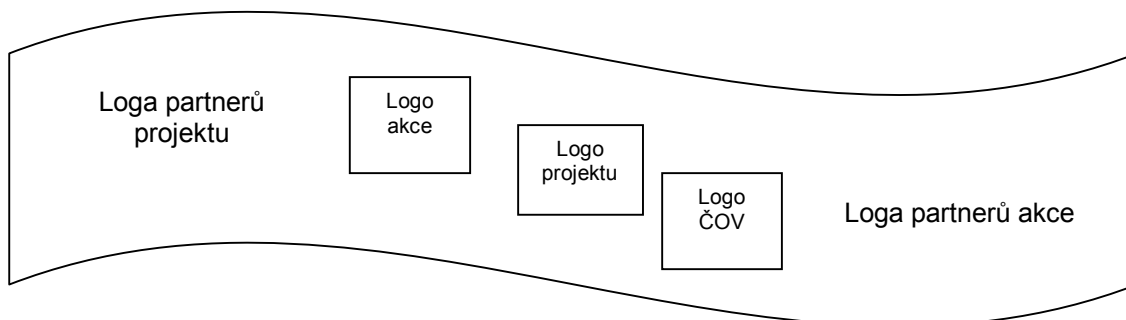 Loga partnerů
projektu
Logo
akce
Logo
projektu
Logo
ČOV
Loga partnerů akce